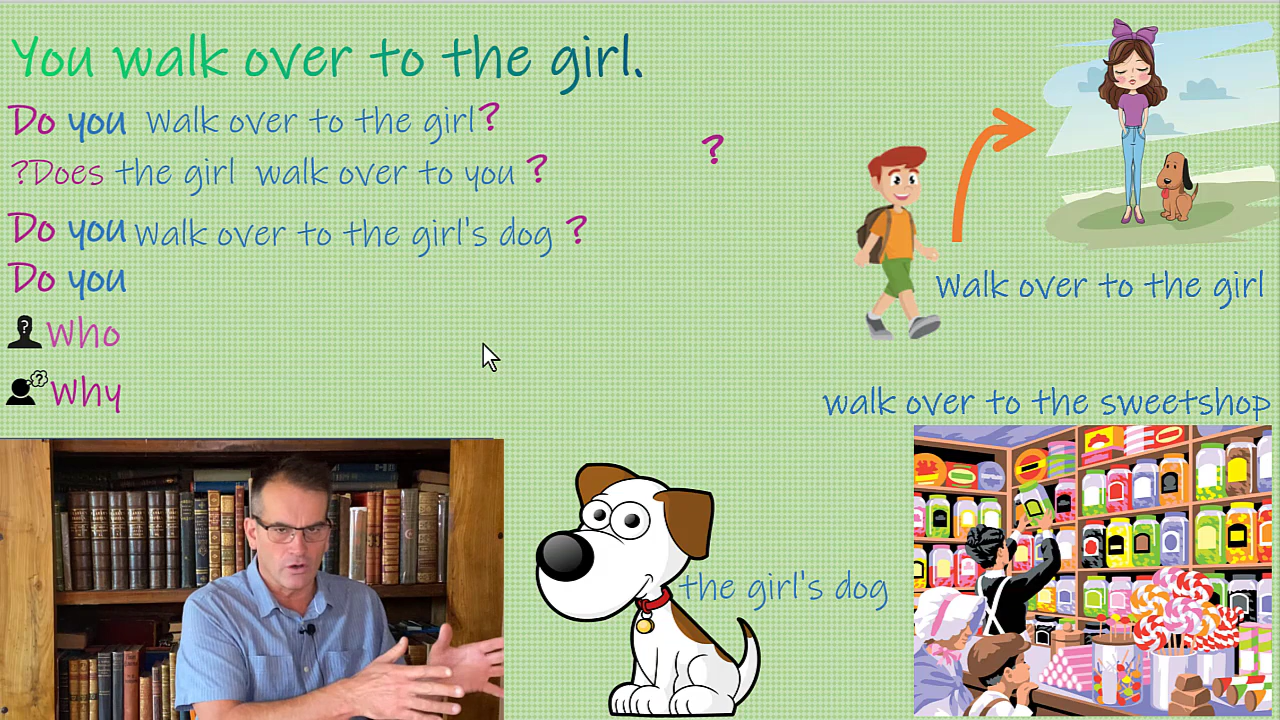 You walk over to the girl.
Do you Walk over to the girl?
?Does the girl walk over to you ?
?
Do you Walk over to the girl's dog ?
Do you
Walk over to the girl
Who
Why
walk over to the sweetshop
the girl's dog